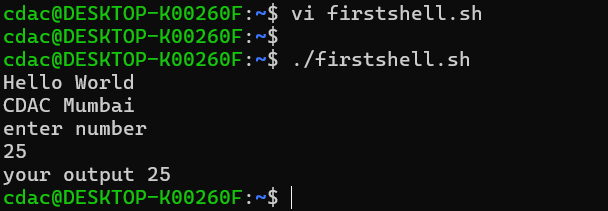 cdac@DESKTOP-K00260F:~$ vi firstshell.sh
cdac@DESKTOP-K00260F:~$
cdac@DESKTOP-K00260F:~$ ./firstshell.sh
Hello World
CDAC Mumbai
enter number
25
your output 25
cdac@DESKTOP-K00260F:~$